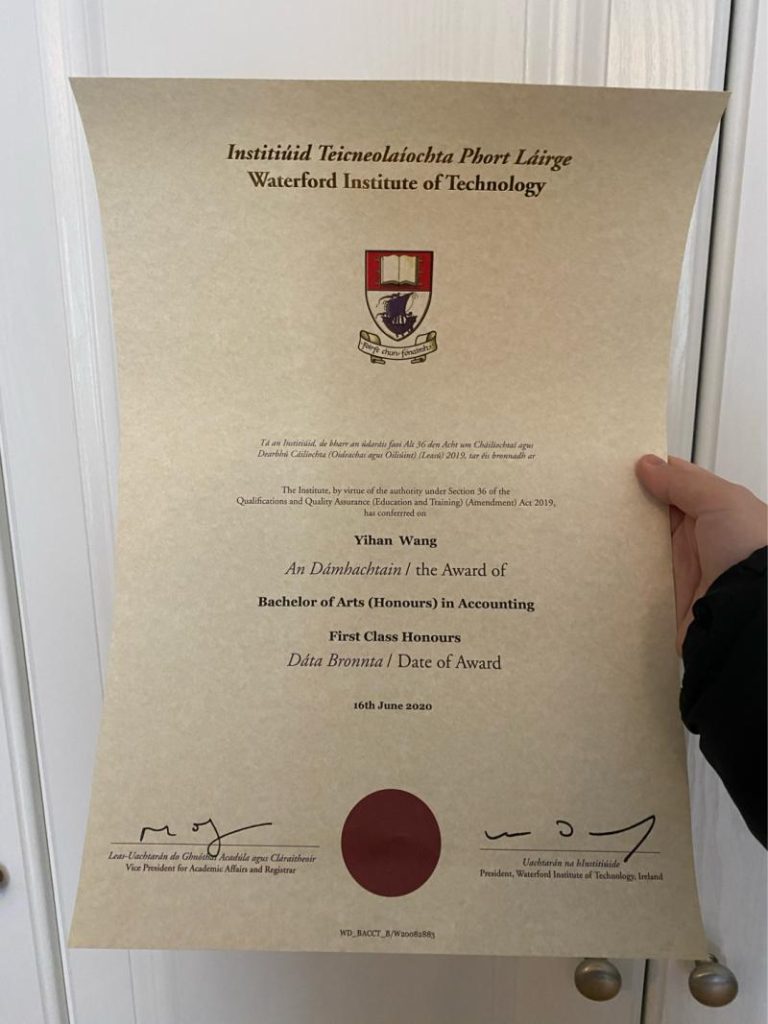 Institiúid Teicneolaíochta Phort Láirge
Waterford Institute of Technology
Tá an Institiúid, de bharr an údaráis faoi Alt 36 den Acht um Cháilíochtaí agus
Dearbhú Cáilíochta (Oideachas agus Oiliúint) (Leasú) 2019, tar éis bronnadh ar
The Institute, by virtue of the authority under Section 36 of the
Qualifications and Quality Assurance (Education and Training) (Amendment) Act 2019,
has conferred on
Yihan Wang
An Dámhachtain / the Award of
Bachelor of Arts (Honours) in Accounting
First Class Honours
Dáta Bronnta / Date of Award
16th June 2020
Leas-Uachtarán do Ghnóthaí Acadúla agus Cláraitheoir
Vice President for Academic Affairs and Registrar
Uachtarán na hInstitiúide
President, Waterford Institute of Technology, Ireland
WD_BACCT_B/W20082883